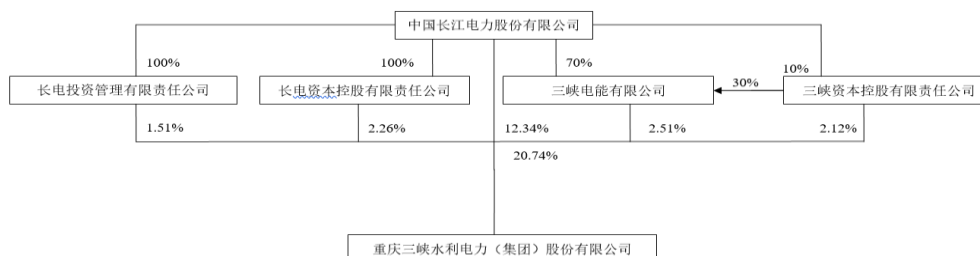 中国长江电力股份有限公司
100%
100%
70%
10%
长电投资管理有限责任公司
长电资本控股有限责任公司
三峡电能有限公司
30%
三峡资本控股有限责任公司
1.51%
2.26%
12.34%
2.51%
2.12%
20.74%
重庆三峡水利电力（集团）股份有限公司